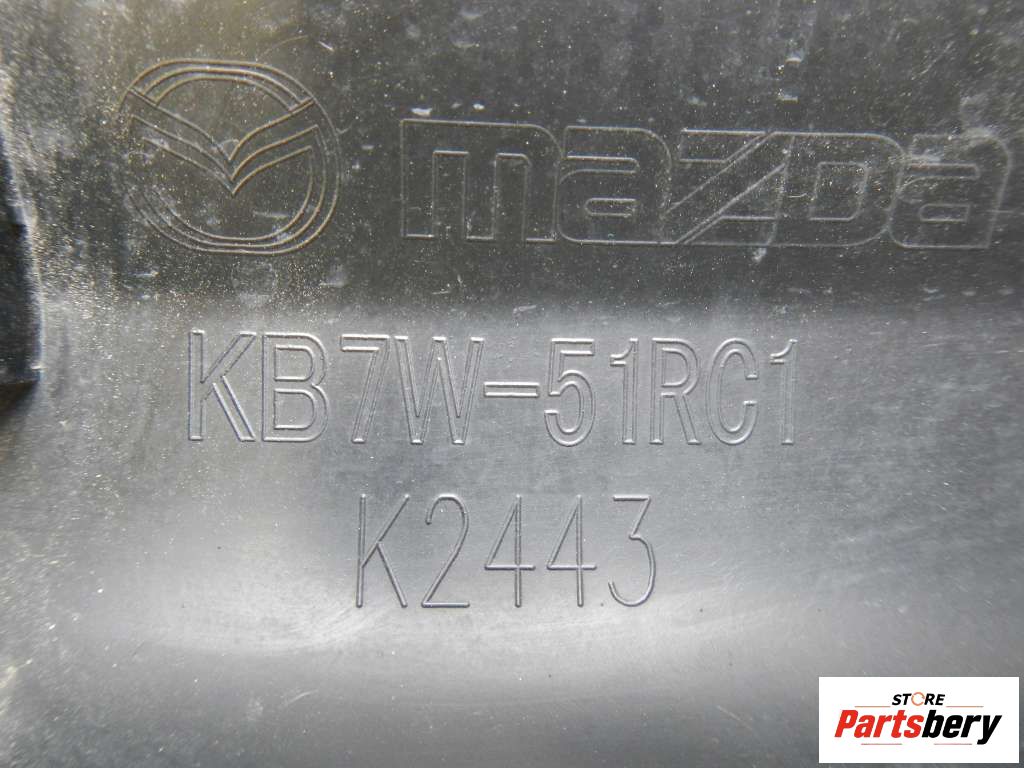 mazda
KB7W-51RC1
K2443
STORE
Partsbery